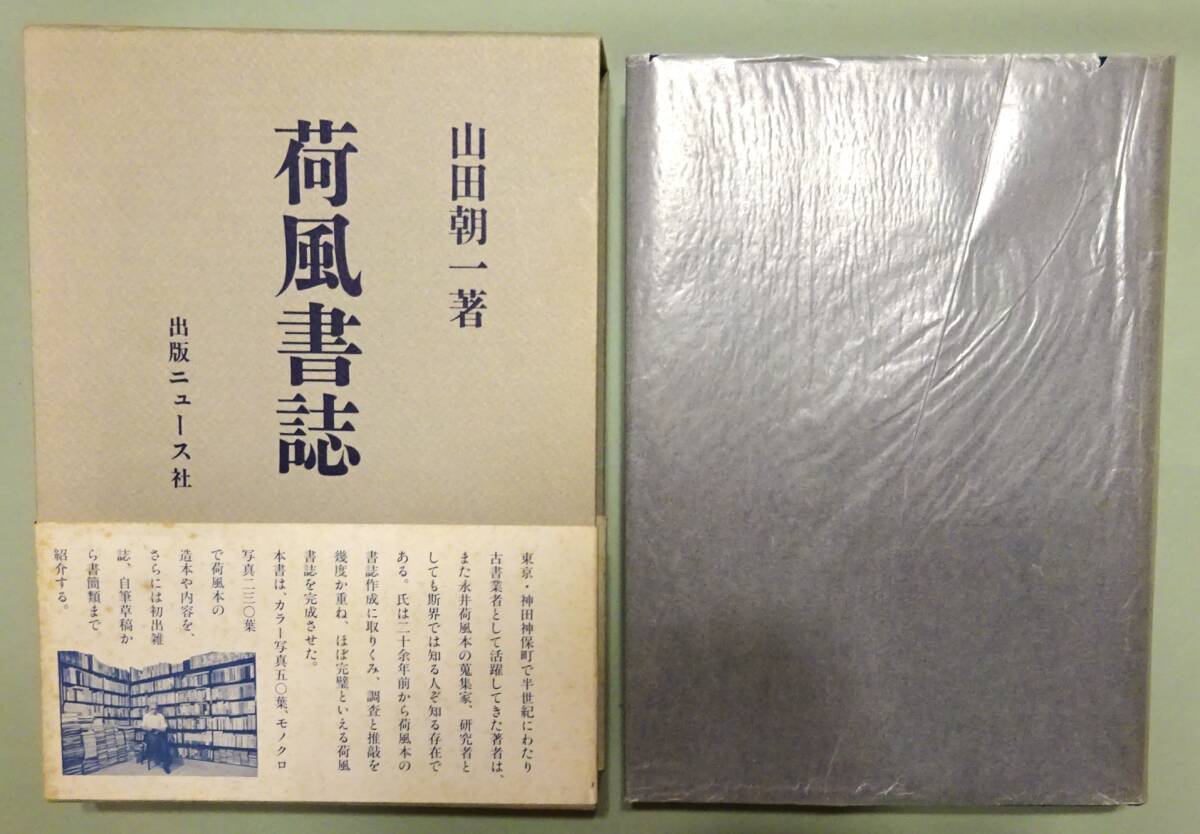 山田朝一著
荷風書誌
出版ニュース社
東京・神田神保町で半世紀にわたり
古書業者として活躍してきた著者は、
また永井荷風本の蒐集家、研究者と
しても斯界では知る人ぞ知る存在で
ある。氏は二十余年前から荷風本の
書誌作成に取りくみ、調査と推敲を
幾度か重ね、ほぼ完璧といえる荷風
書誌を完成させた。
本書は、カラー写真五〇葉、モノクロ
写真二三〇葉
で荷風本の
造本や内容を、
さらには初出雑
誌、自筆草稿か
ら書簡類まで
紹介する。